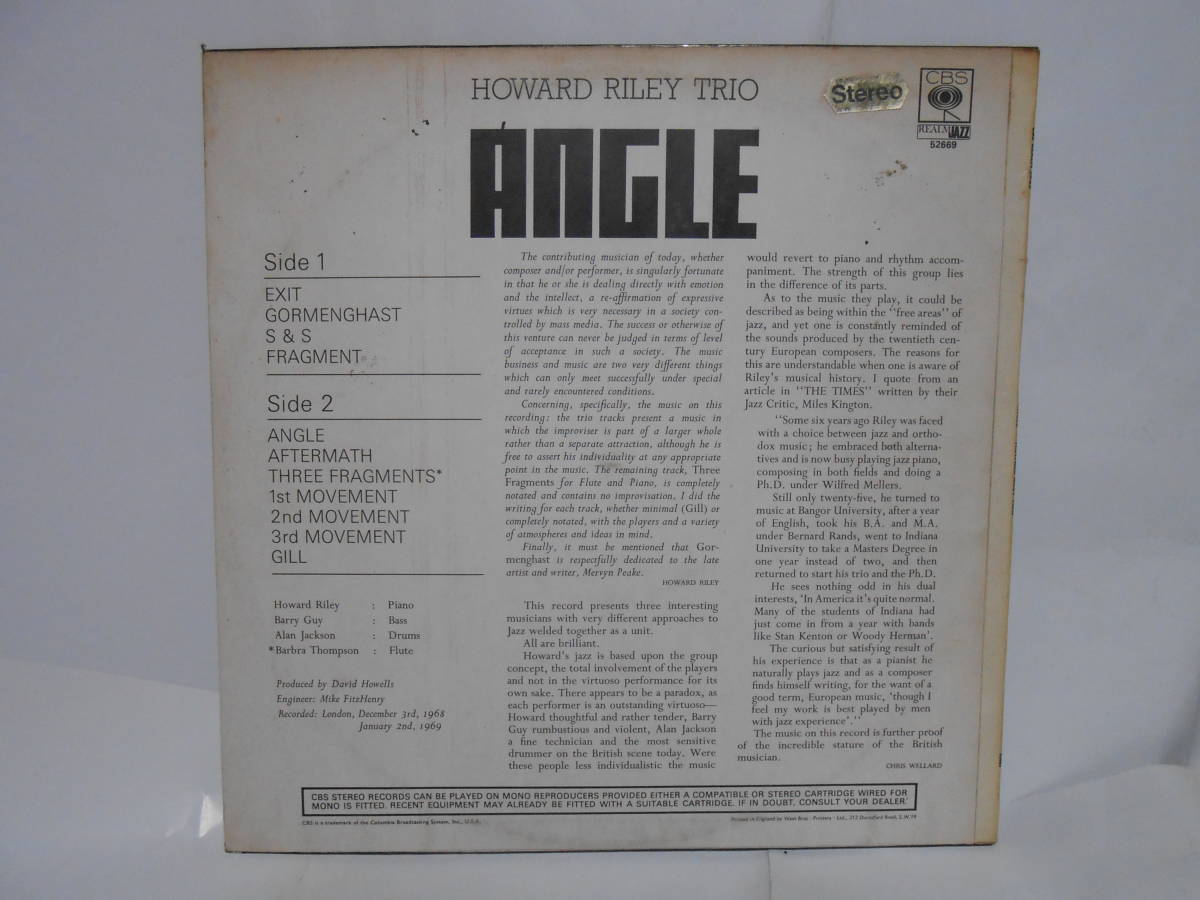 HOWARD RILEY TRIO
Stereo
CBS
REALM JAZZ
52669
ANGLE
Side 1
EXIT
GORMENGHAST
S & S
FRAGMENT
Side 2
ANGLE
AFTERMATH
THREE FRAGMENTS*
1st MOVEMENT
2nd MOVEMENT
3rd MOVEMENT
GILL
Howard Riley : Piano
Barry Guy : Bass
Alan Jackson : Drums
*Barbra Thompson : Flute
Produced by David Howells
Engineer: Mike FitzHenry
Recorded: London, December 3rd, 1968
January 2nd, 1969
The contributing musician of today, whether
composer and/or performer, is singularly fortunate
in that he or she is dealing directly with emotion
and the intellect, a re-affirmation of expressive
virtues which is very necessary in a society con-
trolled by mass media. The success or otherwise of
this venture can never be judged in terms of level
of acceptance in such a society. The music
business and music are two very different things
which can only meet successfully under special
and rarely encountered conditions.
Concerning, specifically, the music on this
recording: the trio tracks present a music in
which the improviser is part of a larger whole
rather than a separate attraction, although he is
free to assert his individuality at any appropriate
point in the music. The remaining track, Three
Fragments for Flute and Piano, is completely
notated and contains no improvisation. I did the
writing for each track, whether minimal (Gill) or
completely notated, with the players and a variety
of atmospheres and ideas in mind.
Finally, it must be mentioned that Gor-
menghast is respectfully dedicated to the late
artist and writer, Mervyn Peake.
HOWARD RILEY
This record presents three interesting
musicians with very different approaches to
Jazz welded together as a unit.
All are brilliant.
Howard's jazz is based upon the group
concept, the total involvement of the players
and not in the virtuoso performance for its
own sake. There appears to be a paradox, as
each performer is an outstanding virtuoso—
Howard thoughtful and rather tender, Barry
Guy rumbustious and violent, Alan Jackson
a fine technician and the most sensitive
drummer on the British scene today. Were
these people less individualistic the music
would revert to piano and rhythm accom-
paniment. The strength of this group lies
in the difference of its parts.
As to the music they play, it could be
described as being within the "free areas" of
jazz, and yet one is constantly reminded of
the sounds produced by the twentieth cen-
tury European composers. The reasons for
this are understandable when one is aware of
Riley's musical history. I quote from an
article in "THE TIMES" written by their
Jazz Critic, Miles Kington.
"Some six years ago Riley was faced
with a choice between jazz and ortho-
dox music; he embraced both alterna-
tives and is now busy playing jazz piano,
composing in both fields and doing a
Ph.D. under Wilfred Mellers.
Still only twenty-five, he turned to
music at Bangor University, after a year
of English, took his B.A. and M.A.
under Bernard Rands, went to Indiana
University to take a Masters Degree in
one year instead of two, and then
returned to start his trio and the Ph.D.
He sees nothing odd in his dual
interests, 'In America it's quite normal.
Many of the students of Indiana had
just come in from a year with bands
like Stan Kenton or Woody Herman'.
The curious but satisfying result of
his experience is that as a pianist he
naturally plays jazz and as a composer
finds himself writing, for the want of a
good term, European music, 'though I
feel my work is best played by men
with jazz experience'."
The music on this record is further proof
of the incredible stature of the British
musician.
CHRIS WELLARD
CBS STEREO RECORDS CAN BE PLAYED ON MONO REPRODUCERS PROVIDED EITHER A COMPATIBLE OR STEREO CARTRIDGE WIRED FOR
MONO IS FITTED. RECENT EQUIPMENT MAY ALREADY BE FITTED WITH A SUITABLE CARTRIDGE. IF IN DOUBT, CONSULT YOUR DEALER.
CBS is a trademark of the Columbia Broadcasting System, Inc., U.S.A.
Printed in England by West Bros · Printers · Ltd., 312 Durnsford Road, S.W.19